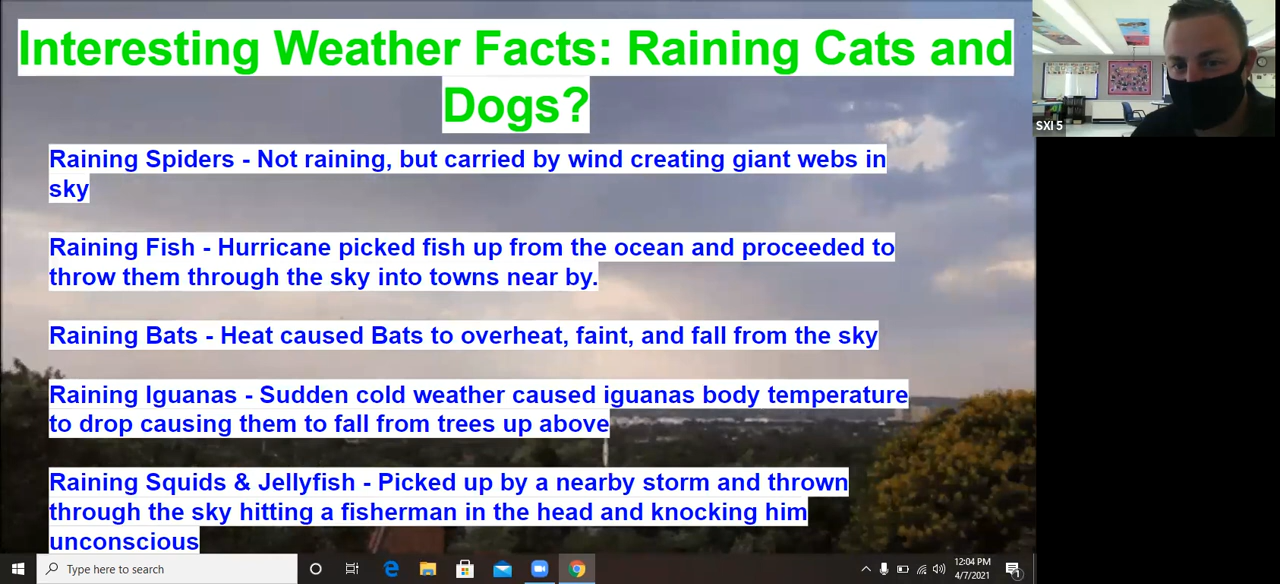 Interesting Weather Facts: Raining Cats and
Dogs?
Raining Spiders - Not raining, but carried by wind creating giant webs in
sky
Raining Fish - Hurricane picked fish up from the ocean and proceeded to
throw them through the sky into towns near by.
Raining Bats - Heat caused Bats to overheat, faint, and fall from the sky
Raining Iguanas - Sudden cold weather caused iguanas body temperature
to drop causing them to fall from trees up above
Raining Squids & Jellyfish - Picked up by a nearby storm and thrown
through the sky hitting a fisherman in the head and knocking him
unconscious
SXI 5
Type here to search
12:04 PM
4/7/2021
1